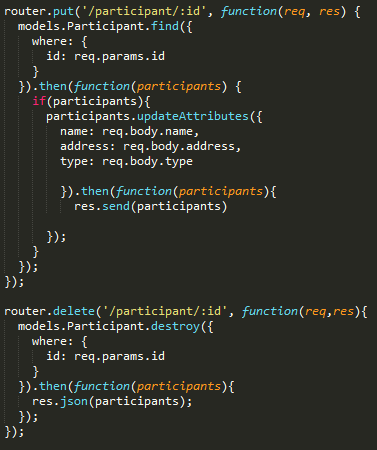 router.put('/participant/:id', function(req, res) {
  models.Participant.find({
    where: {
      id: req.params.id
    }
  }).then(function(participants) {
    if(participants){
      participants.updateAttributes({
        name: req.body.name,
        address: req.body.address,
        type: req.body.type
        }).then(function(participants){
          res.send(participants)
      });
    }
  });
});
router.delete('/participant/:id', function(req,res){
  models.Participant.destroy({
    where: {
      id: req.params.id
    }
  }).then(function(participants){
    res.json(participants);
  });
});